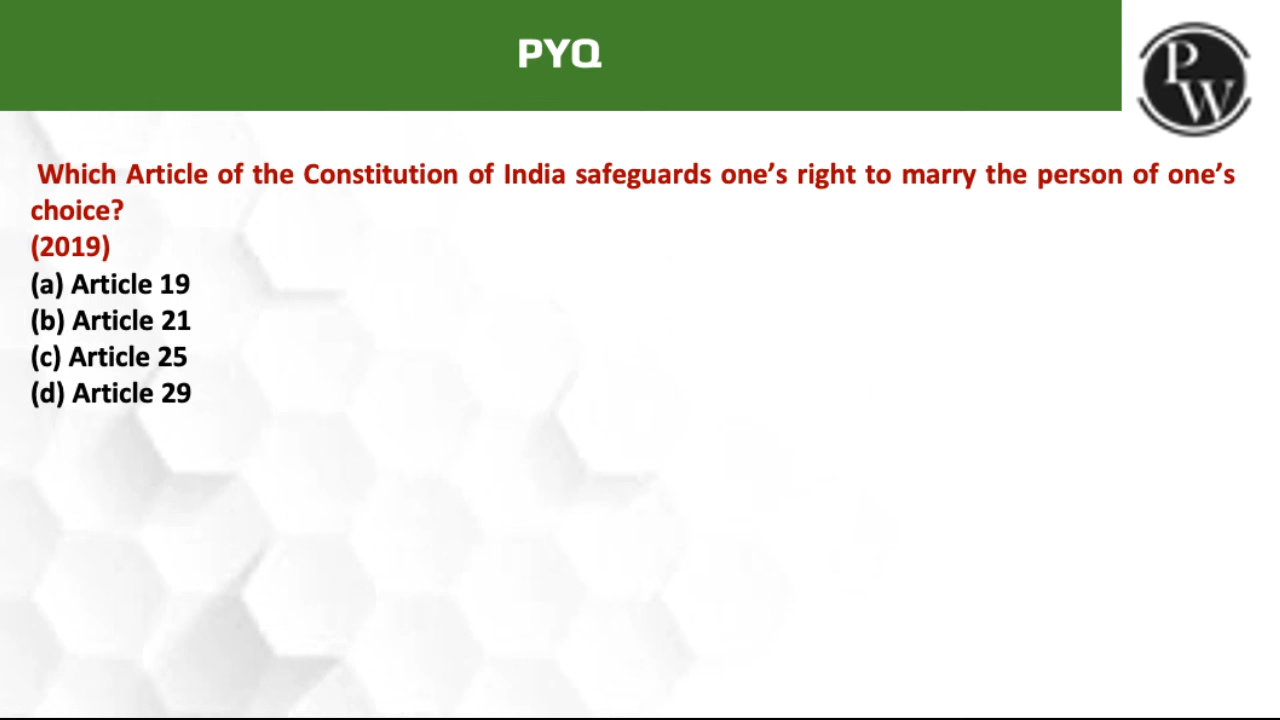 PYQ
PW
Which Article of the Constitution of India safeguards one’s right to marry the person of one’s
choice?
(2019)
(a) Article 19
(b) Article 21
(c) Article 25
(d) Article 29